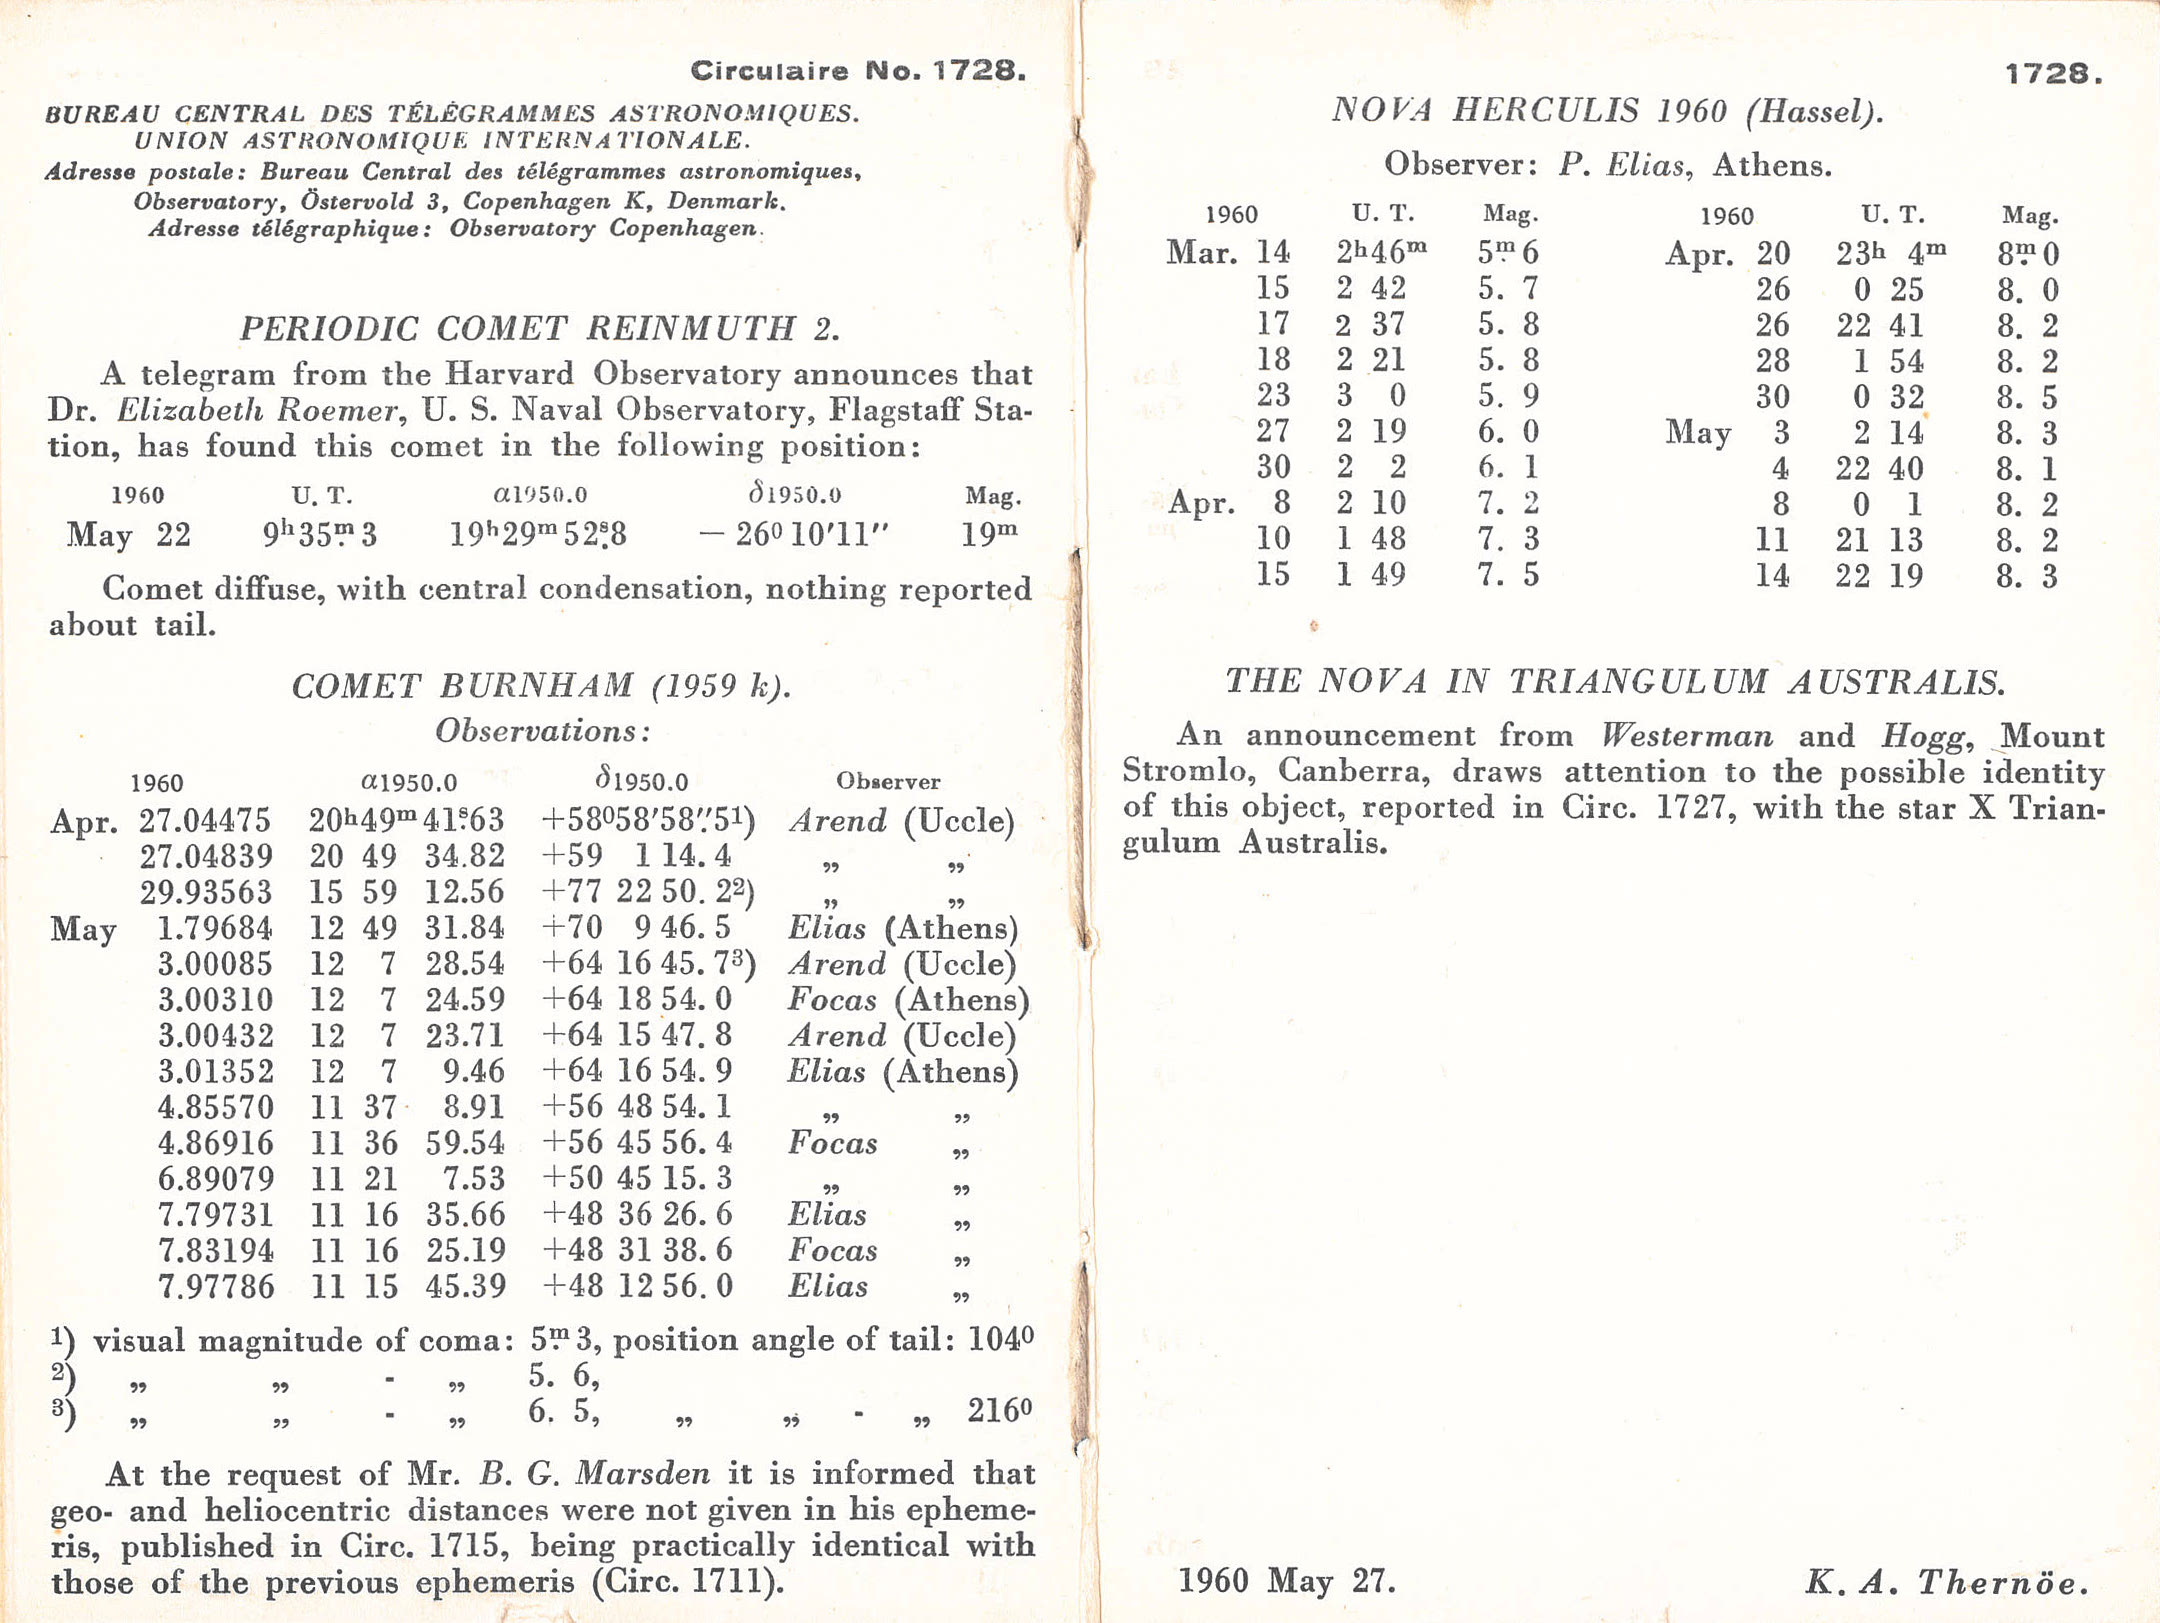 Circulaire No. 1728.
BUREAU CENTRAL DES TÉLÉGRAMMES ASTRONOMIQUES.
UNION ASTRONOMIQUE INTERNATIONALE.
Adresse postale: Bureau Central des télégrammes astronomiques,
Observatory, Östervold 3, Copenhagen K, Denmark.
Adresse télégraphique: Observatory Copenhagen.
PERIODIC COMET REINMUTH 2.
A telegram from the Harvard Observatory announces that
Dr. Elizabeth Roemer, U. S. Naval Observatory, Flagstaff Sta-
tion, has found this comet in the following position:
1960 U. T. α1950.0 δ1950.0 Mag.
May 22 9ʰ35ᵐ.3 19ʰ29ᵐ52ˢ.8 — 26°10′11″ 19ᵐ
Comet diffuse, with central condensation, nothing reported
about tail.
COMET BURNHAM (1959 k).
Observations:
1960 α1950.0 δ1950.0 Observer
Apr. 27.04475 20ʰ49ᵐ41ˢ.63 +58°58′58″.5¹) Arend (Uccle)
27.04839 20 49 34.82 +59 1 14.4 „ „
29.93563 15 59 12.56 +77 22 50.2²) „ „
May 1.79684 12 49 31.84 +70 9 46.5 Elias (Athens)
3.00085 12 7 28.54 +64 16 45.7³) Arend (Uccle)
3.00310 12 7 24.59 +64 18 54.0 Focas (Athens)
3.00432 12 7 23.71 +64 15 47.8 Arend (Uccle)
3.01352 12 7 9.46 +64 16 54.9 Elias (Athens)
4.85570 11 37 8.91 +56 48 54.1 „ „
4.86916 11 36 59.54 +56 45 56.4 Focas „
6.89079 11 21 7.53 +50 45 15.3 „ „
7.79731 11 16 35.66 +48 36 26.6 Elias „
7.83194 11 16 25.19 +48 31 38.6 Focas „
7.97786 11 15 45.39 +48 12 56.0 Elias „
¹) visual magnitude of coma: 5ᵐ.3, position angle of tail: 104°
²) „ „ - „ 5. 6,
³) „ „ - „ 6. 5, „ „ - „ 216°
At the request of Mr. B. G. Marsden it is informed that
geo- and heliocentric distances were not given in his epheme-
ris, published in Circ. 1715, being practically identical with
those of the previous ephemeris (Circ. 1711).
1728.
NOVA HERCULIS 1960 (Hassel).
Observer: P. Elias, Athens.
1960 U. T. Mag. 1960 U. T. Mag.
Mar. 14 2ʰ46ᵐ 5ᵐ.6 Apr. 20 23ʰ 4ᵐ 8ᵐ.0
15 2 42 5. 7 26 0 25 8. 0
17 2 37 5. 8 26 22 41 8. 2
18 2 21 5. 8 28 1 54 8. 2
23 3 0 5. 9 30 0 32 8. 5
27 2 19 6. 0 May 3 2 14 8. 3
30 2 2 6. 1 4 22 40 8. 1
Apr. 8 2 10 7. 2 8 0 1 8. 2
10 1 48 7. 3 11 21 13 8. 2
15 1 49 7. 5 14 22 19 8. 3
THE NOVA IN TRIANGULUM AUSTRALIS.
An announcement from Westerman and Hogg, Mount
Stromlo, Canberra, draws attention to the possible identity
of this object, reported in Circ. 1727, with the star X Trian-
gulum Australis.
1960 May 27. K. A. Thernöe.